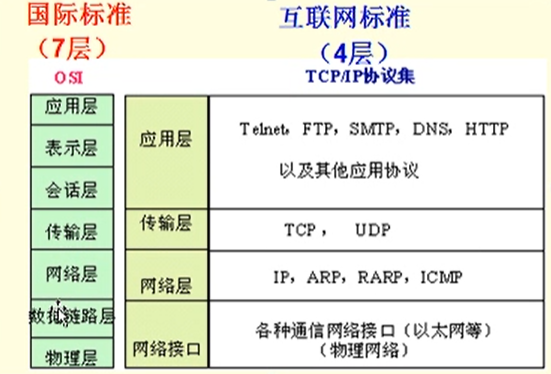 国际标准
（7层）
互联网标准
（4层）
OSI
TCP/IP协议集
应用层
表示层
会话层
传输层
网络层
数据链路层
物理层
应用层
传输层
网络层
网络接口
Telnet，FTP，SMTP，DNS，HTTP
以及其他应用协议
TCP， UDP
IP，ARP，RARP，ICMP
各种通信网络接口（以太网等）
（物理网络）